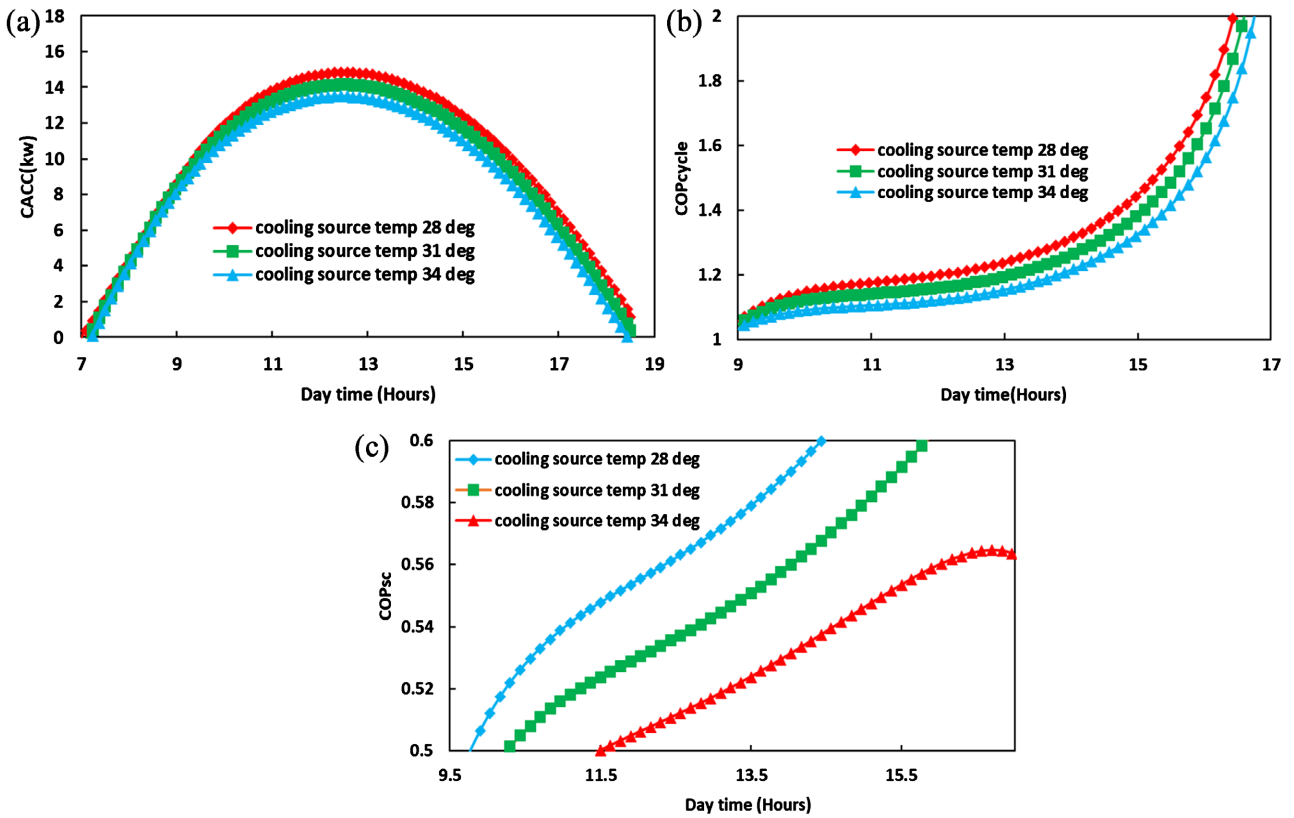 (a)
18
16
14
12
10
8
6
4
2
0
CACC(kw)
cooling source temp 28 deg
cooling source temp 31 deg
cooling source temp 34 deg
7 9 11 13 15 17 19
Day time (Hours)
(b)
2
1.8
1.6
1.4
1.2
1
COPcycle
cooling source temp 28 deg
cooling source temp 31 deg
cooling source temp 34 deg
9 11 13 15 17
Day time(Hours)
(c)
0.6
0.58
0.56
0.54
0.52
0.5
COPsc
cooling source temp 28 deg
cooling source temp 31 deg
cooling source temp 34 deg
9.5 11.5 13.5 15.5
Day time (Hours)